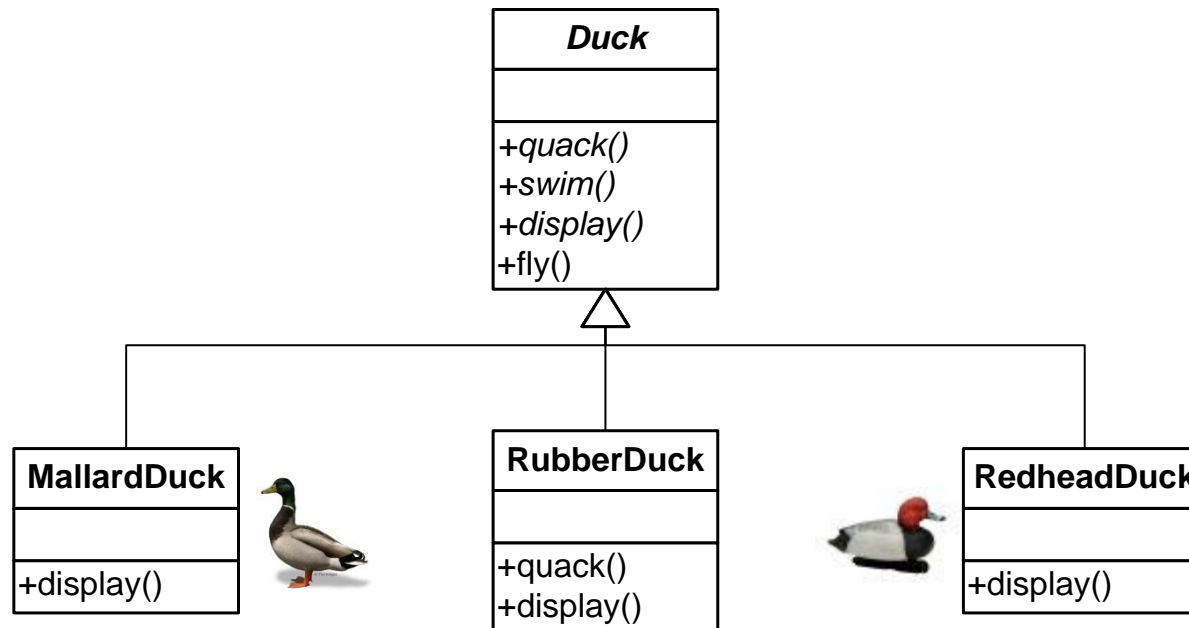 Duck
+quack()
+swim()
+display()
+fly()
MallardDuck
+display()
RubberDuck
+quack()
+display()
RedheadDuck
+display()